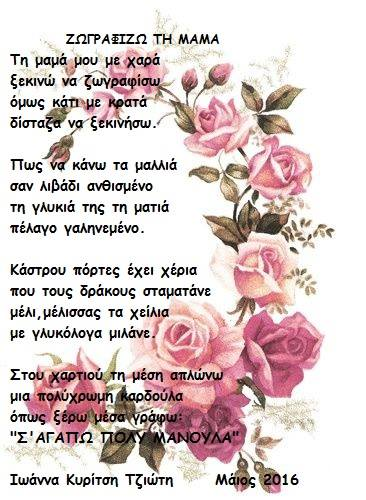 ΖΩΓΡΑΦΙΖΩ ΤΗ ΜΑΜΑ
Τη μαμά μου με χαρά
ξεκινώ να ζωγραφίσω
όμως κάτι με κρατά
δίσταζα να ξεκινήσω.
Πως να κάνω τα μαλλιά
σαν λιβάδι ανθισμένο
τη γλυκιά της τη ματιά
πέλαγο γαληνεμένο.
Κάστρου πόρτες έχει χέρια
που τους δράκους σταματάνε
μέλι,μέλισσας τα χείλια
με γλυκόλογα μιλάνε.
Στου χαρτιού τη μέση απλώνω
μια πολύχρωμη καρδούλα
όπως ξέρω μέσα γράφω:
"Σ'ΑΓΑΠΩ ΠΟΛΥ ΜΑΝΟΥΛΑ"
Ιωάννα Κυρίτση Τζιώτη Μάιος 2016